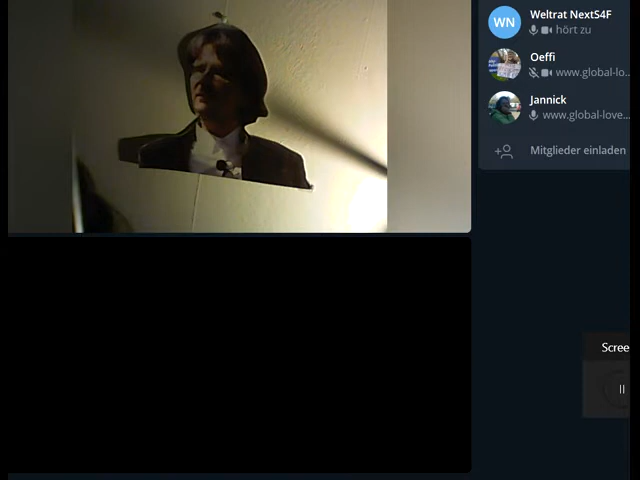 WN
Weltrat NextS4F
hört zu
Oeffi
www.global-lo...
Jannick
www.global-love...
Mitglieder einladen
Scree